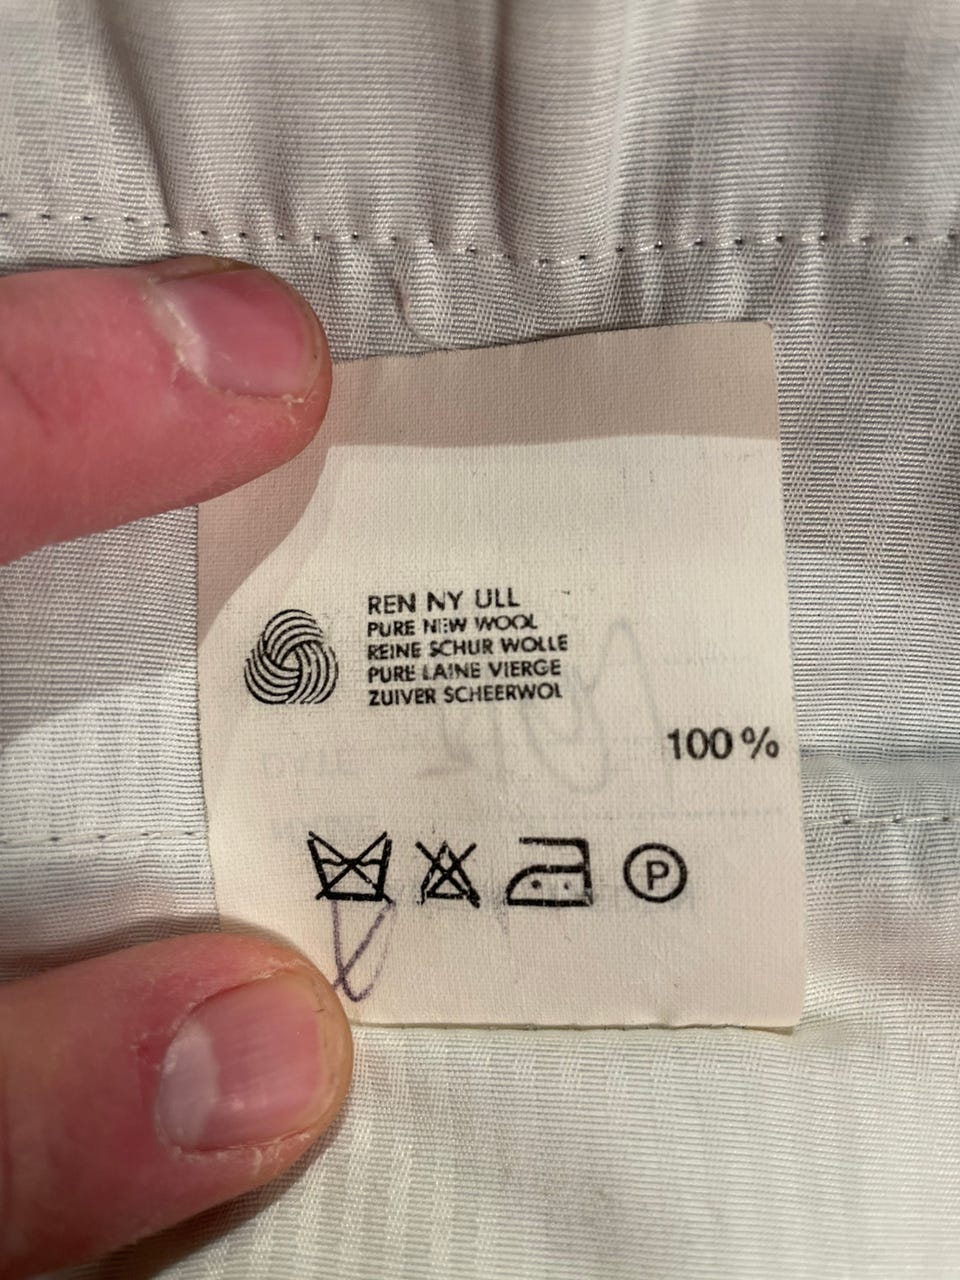 REN NY ULL
PURE NEW WOOL
REINE SCHUR WOLLE
PURE LAINE VIERGE
ZUIVER SCHEERWOL
100 %
P